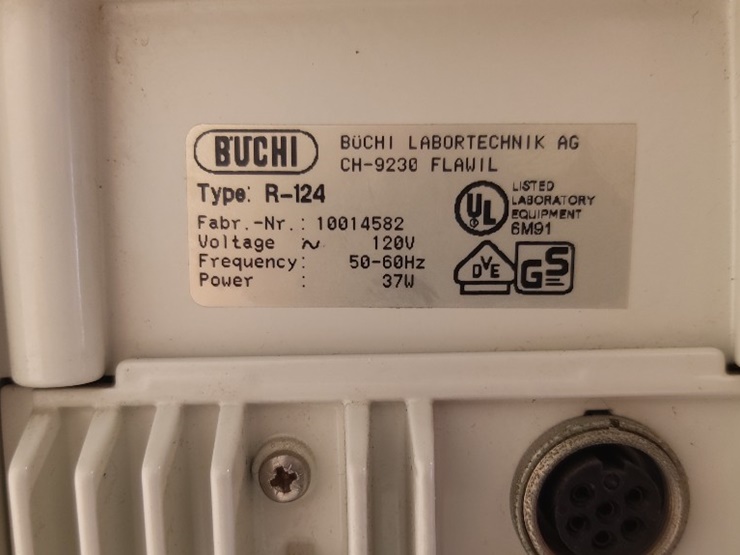 BÜCHI
BÜCHI LABORTECHNIK AG
CH-9230 FLAWIL
Type: R-124
Fabr.-Nr.: 10014582
Voltage ~ 120V
Frequency: 50-60Hz
Power : 37W
UL
LISTED
LABORATORY
EQUIPMENT
6M91
DVE
GS